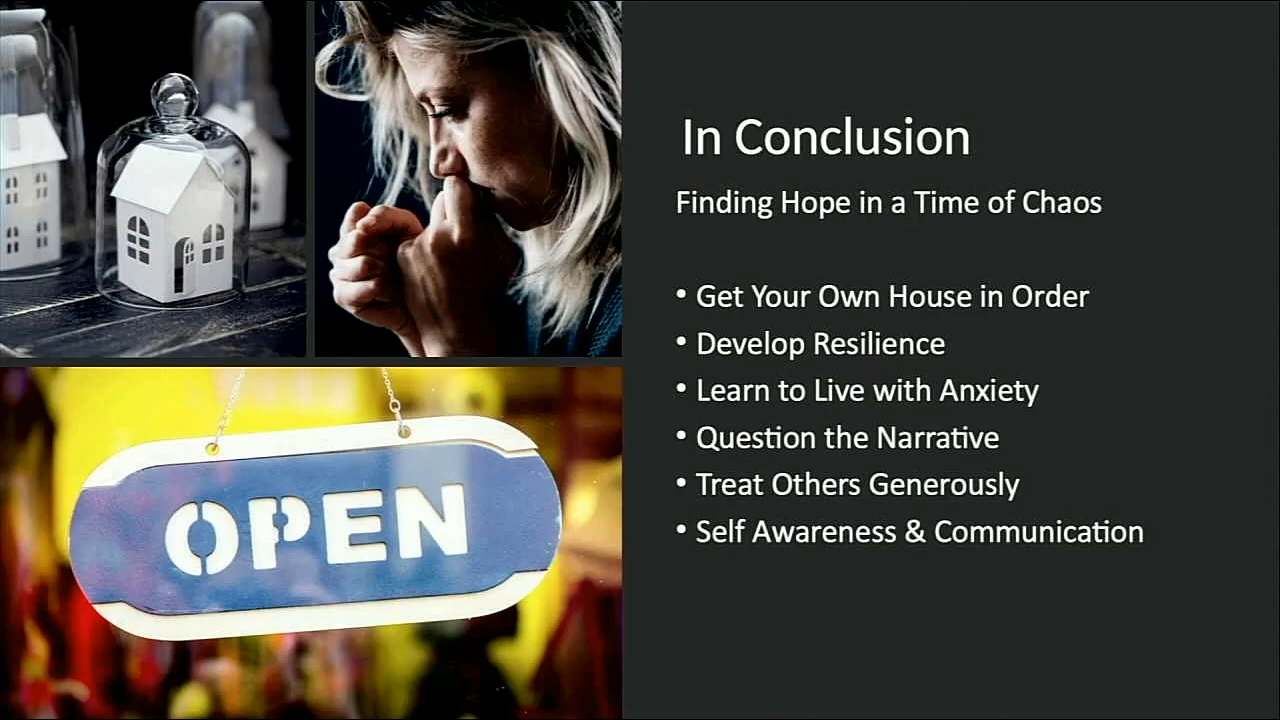 In Conclusion
Finding Hope in a Time of Chaos
• Get Your Own House in Order
• Develop Resilience
• Learn to Live with Anxiety
• Question the Narrative
• Treat Others Generously
• Self Awareness & Communication
OPEN